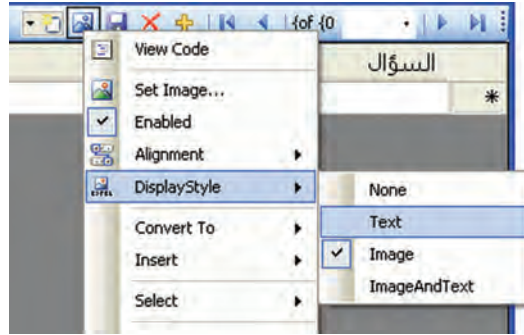 {of {0
السؤال
View Code
Set Image...
Enabled
Alignment
DisplayStyle
Convert To
Insert
Select
None
Text
Image
ImageAndText